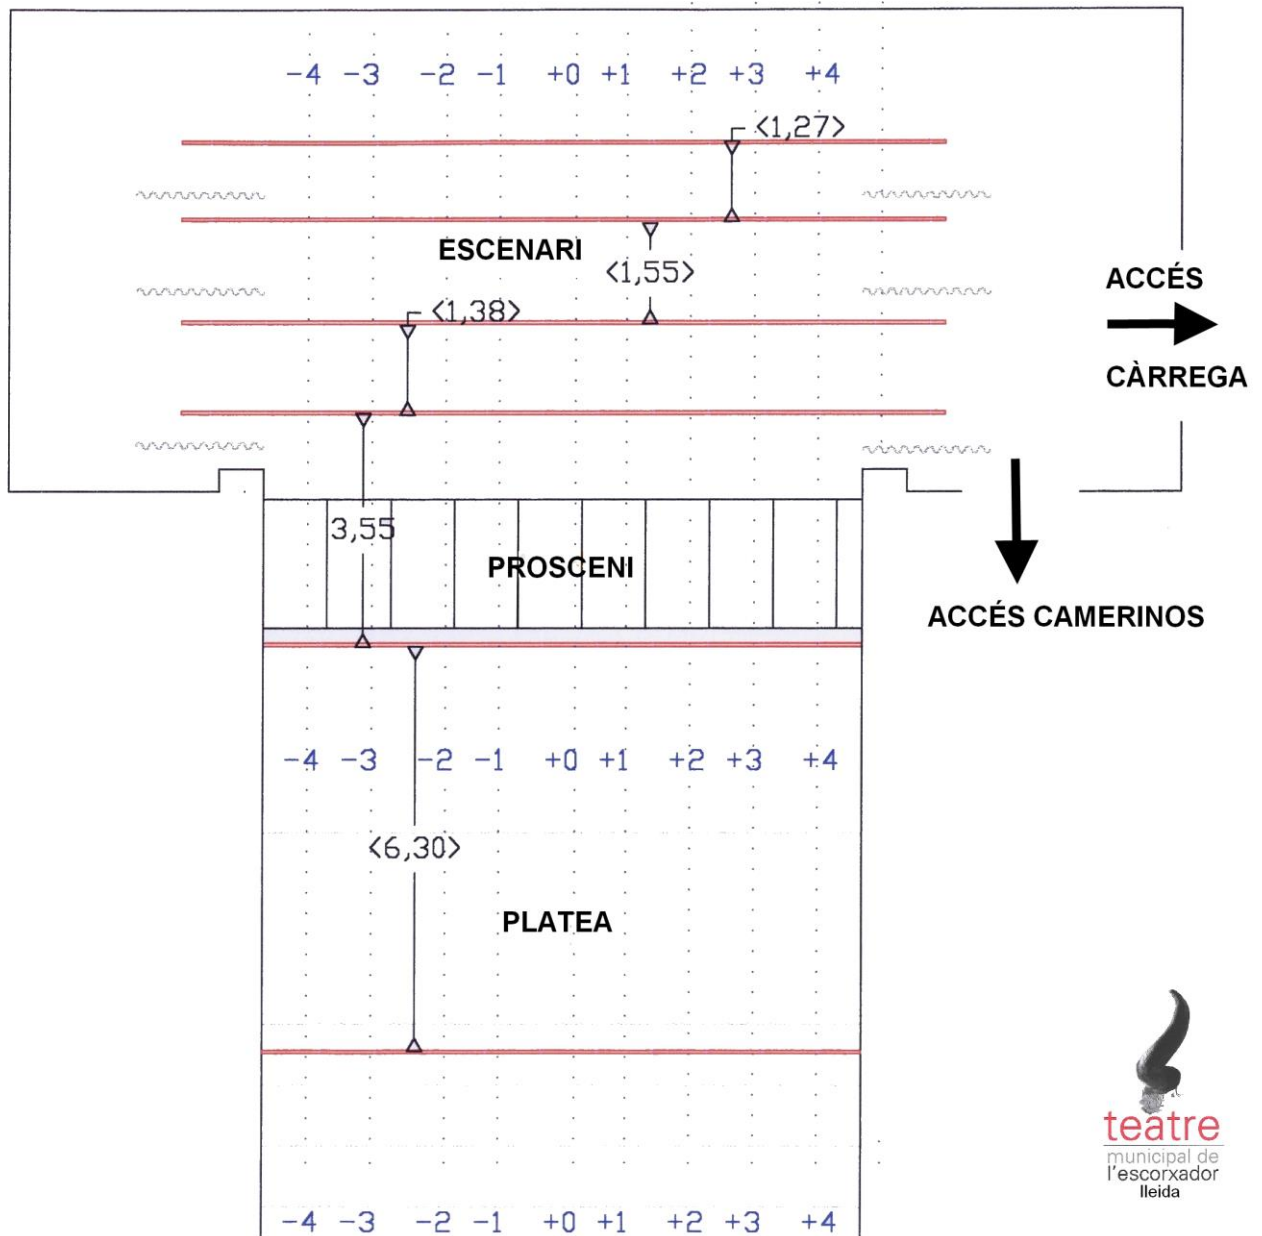 -4 -3 -2 -1 +0 +1 +2 +3 +4
<1,27>
ESCENARI
<1,55>
ACCÉS
<1,38>
CÀRREGA
3,55
PROSCENI
ACCÉS CAMERINOS
-4 -3 -2 -1 +0 +1 +2 +3 +4
<6,30>
PLATEA
teatre
municipal de
l'escorxador
lleida
-4 -3 -2 -1 +0 +1 +2 +3 +4